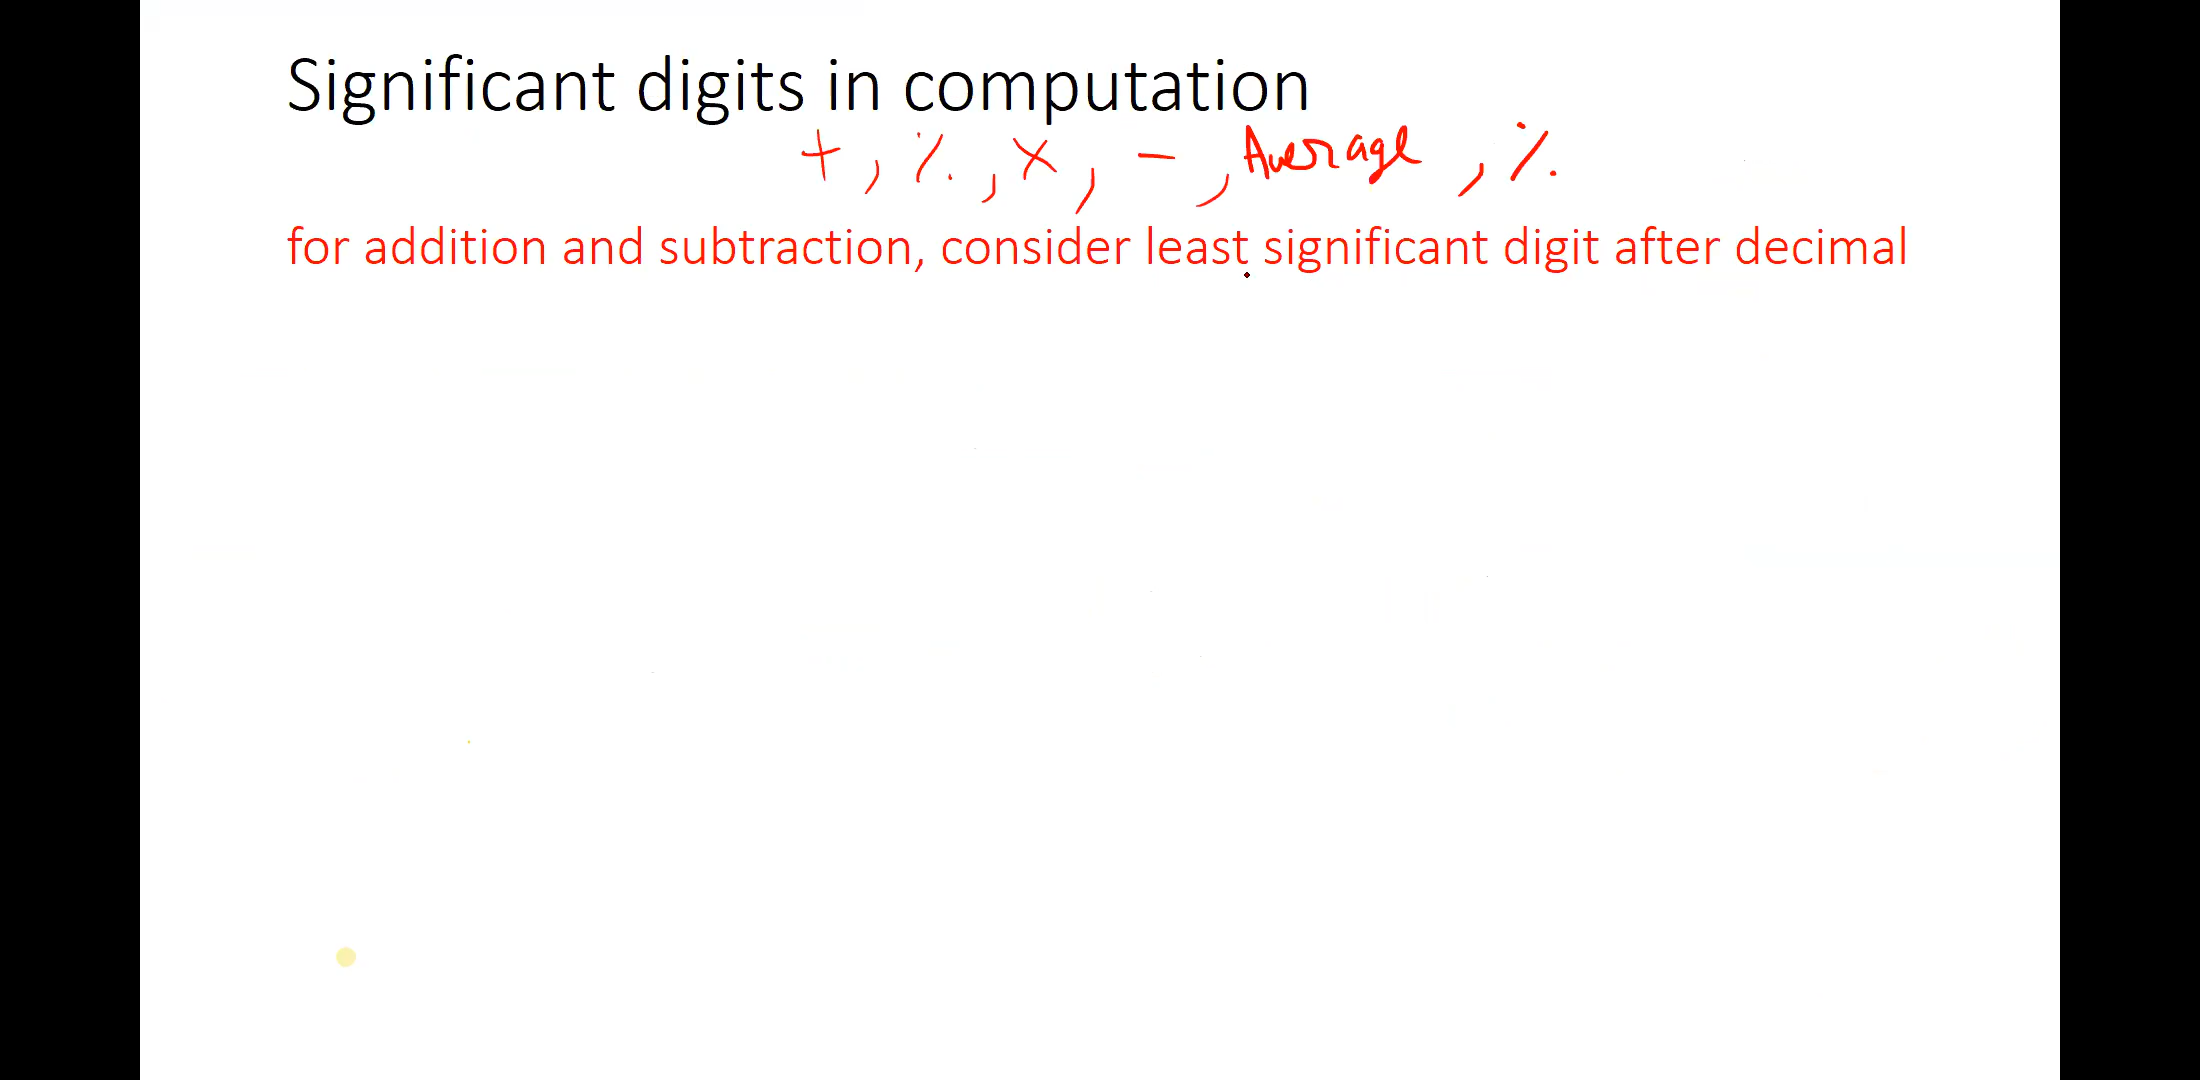 Significant digits in computation
+ , % , × , - , Average , %
for addition and subtraction, consider least significant digit after decimal